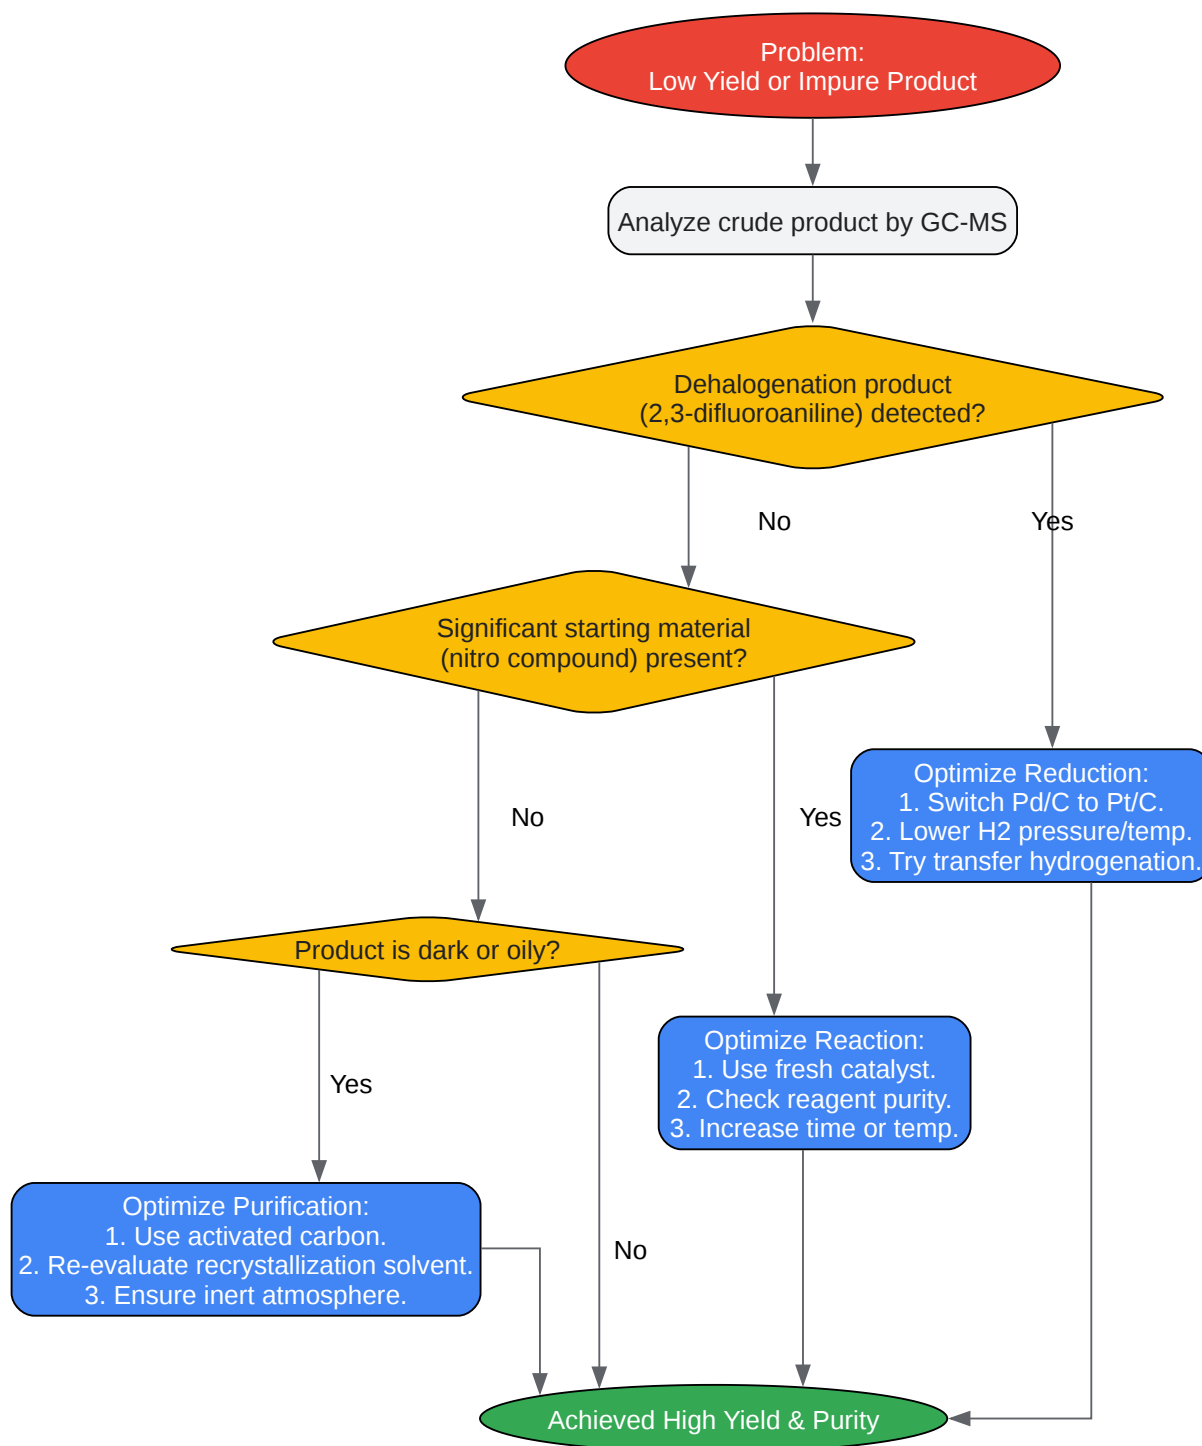 Problem:
Low Yield or Impure Product
Analyze crude product by GC-MS
Dehalogenation product
(2,3-difluoroaniline) detected?
No
Yes
Significant starting material
(nitro compound) present?
Optimize Reduction:
1. Switch Pd/C to Pt/C.
2. Lower H2 pressure/temp.
3. Try transfer hydrogenation.
No
Yes
Product is dark or oily?
Optimize Reaction:
1. Use fresh catalyst.
2. Check reagent purity.
3. Increase time or temp.
Yes
Optimize Purification:
1. Use activated carbon.
2. Re-evaluate recrystallization solvent.
3. Ensure inert atmosphere.
No
Achieved High Yield & Purity